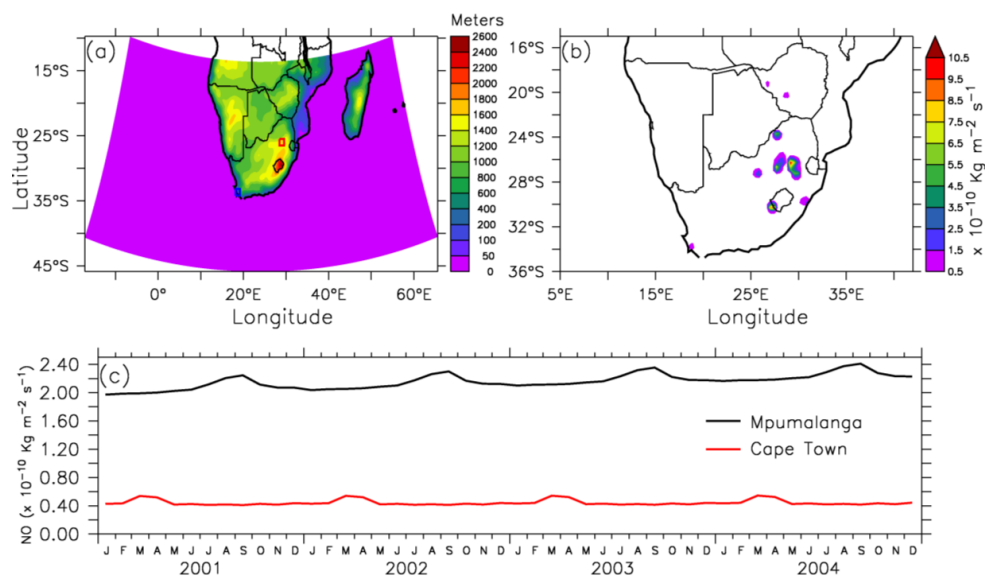 Meters
(a)
15°S
25°S
35°S
45°S
Latitude
0°
20°E
40°E
60°E
Longitude
2600
2400
2200
2000
1800
1600
1400
1200
1000
800
600
400
200
100
50
0
(b)
16°S
20°S
24°S
28°S
32°S
36°S
5°E
15°E
25°E
35°E
Longitude
10.5
9.5
8.5
7.5
6.5
5.5
4.5
3.5
2.5
1.5
0.5
x 10⁻¹⁰ Kg m⁻² s⁻¹
(c)
2.40
2.00
1.60
1.20
0.80
0.40
0.00
NO (x 10⁻¹⁰ Kg m⁻² s⁻¹)
Mpumalanga
Cape Town
J F M A M J J A S O N D J F M A M J J A S O N D J F M A M J J A S O N D J F M A M J J A S O N D
2001 2002 2003 2004